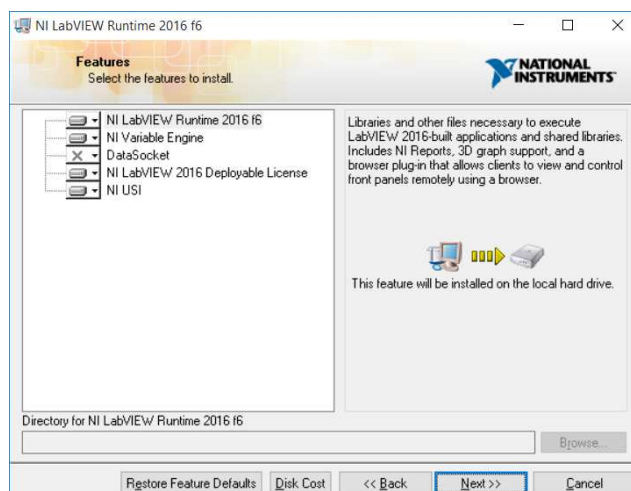 NI LabVIEW Runtime 2016 f6
Features
Select the features to install.
NATIONAL
INSTRUMENTS™
NI LabVIEW Runtime 2016 f6
NI Variable Engine
DataSocket
NI LabVIEW 2016 Deployable License
NI USI
Libraries and other files necessary to execute
LabVIEW 2016-built applications and shared libraries.
Includes NI Reports, 3D graph support, and a
browser plug-in that allows clients to view and control
front panels remotely using a browser.
This feature will be installed on the local hard drive.
Directory for NI LabVIEW Runtime 2016 f6
Browse...
Restore Feature Defaults
Disk Cost
<< Back
Next >>
Cancel